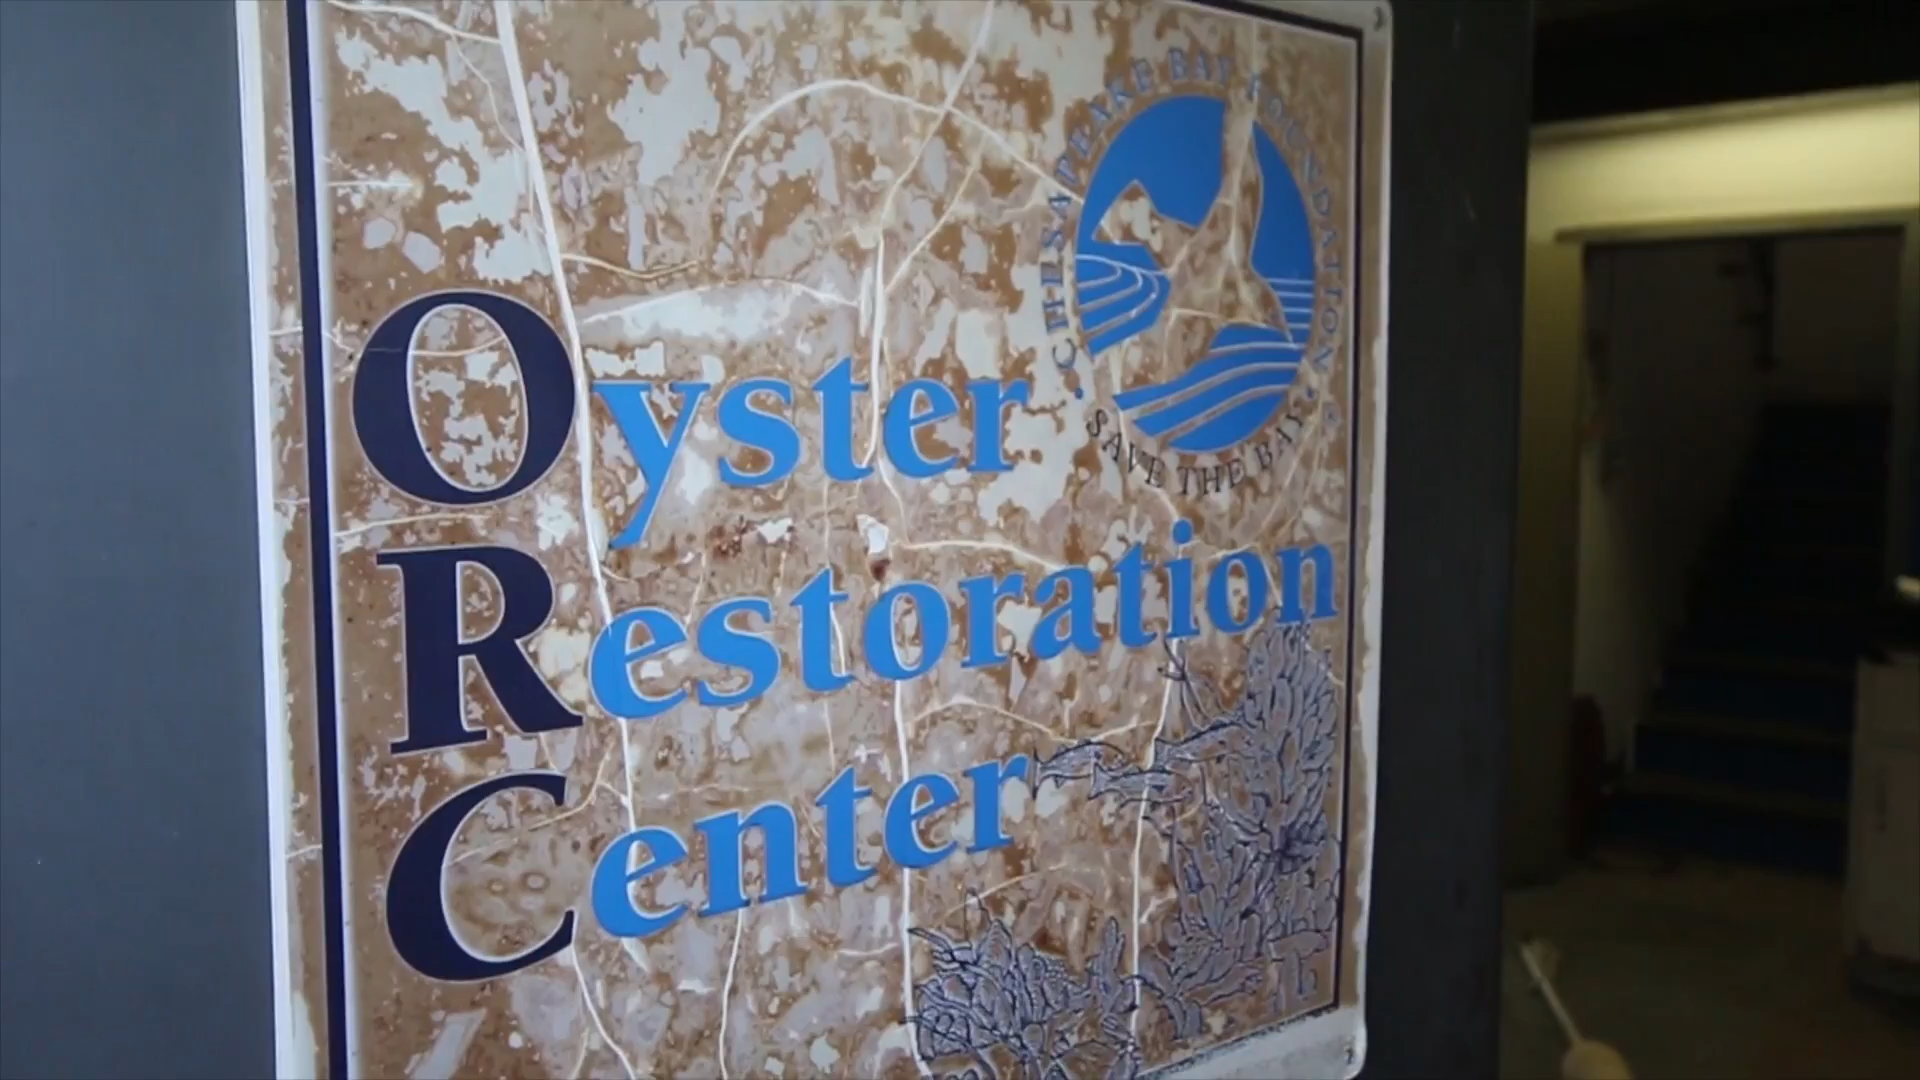 • CHESAPEAKE BAY FOUNDATION •
SAVE THE BAY
Oyster
Restoration
Center